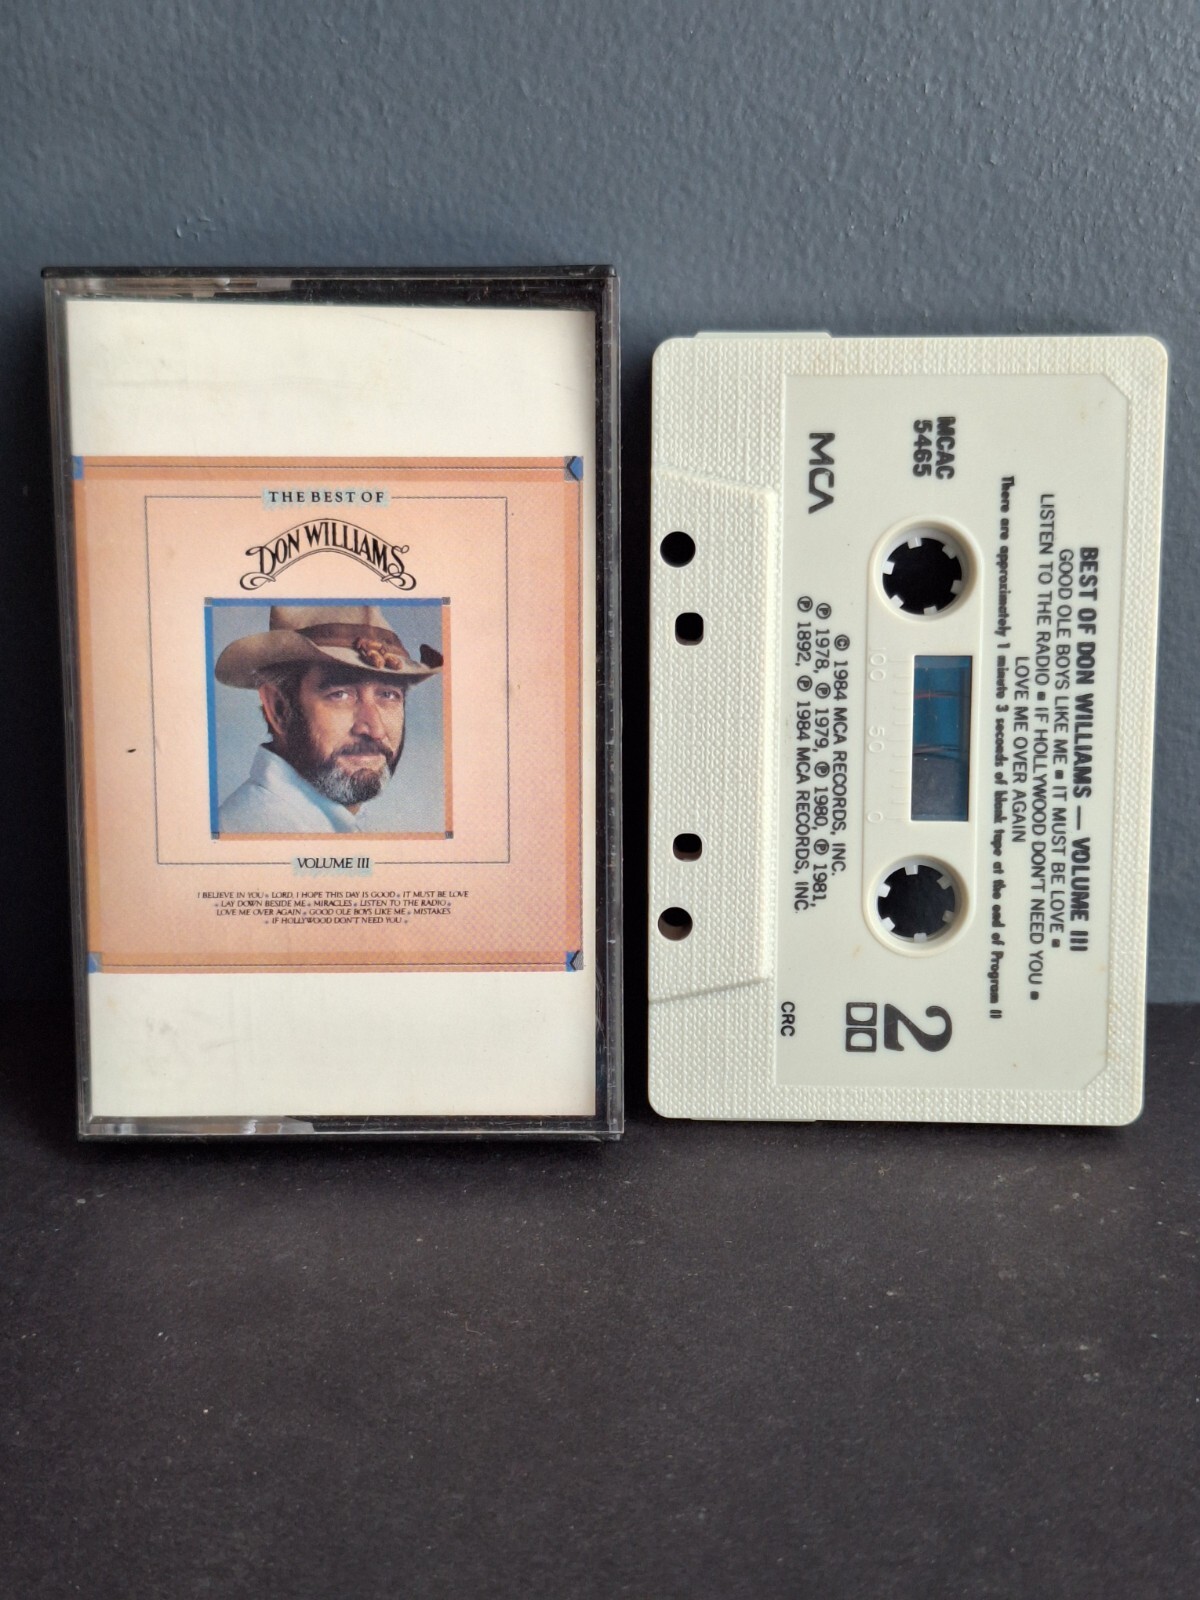 THE BEST OF
DON WILLIAMS
VOLUME III
I BELIEVE IN YOU • LORD, I HOPE THIS DAY IS GOOD • IT MUST BE LOVE
• LAY DOWN BESIDE ME • MIRACLES • LISTEN TO THE RADIO •
LOVE ME OVER AGAIN • GOOD OLE BOYS LIKE ME • MISTAKES
• IF HOLLYWOOD DON'T NEED YOU •
BEST OF DON WILLIAMS — VOLUME III
GOOD OLE BOYS LIKE ME ■ IT MUST BE LOVE ■
LISTEN TO THE RADIO ■ IF HOLLYWOOD DON'T NEED YOU ■
LOVE ME OVER AGAIN
There are approximately 1 minute 3 seconds of blank tape at the end of Program II
MCAC
5465
2
100 50 0
MCA
© 1984 MCA RECORDS, INC.
℗ 1978, ℗ 1979, ℗ 1980, ℗ 1981,
℗ 1892, ℗ 1984 MCA RECORDS, INC.
CRC